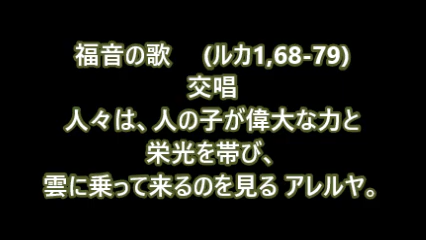 福音の歌　(ルカ1,68-79)
交唱
人々は、人の子が偉大な力と
栄光を帯び、
雲に乗って来るのを見る アレルヤ。